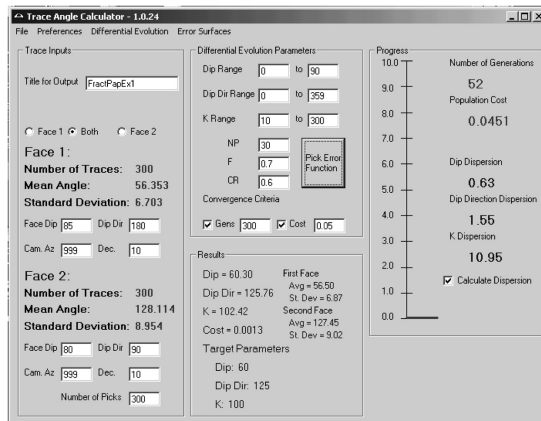 Trace Angle Calculator - 1.0.24
File Preferences Differential Evolution Error Surfaces
Trace Inputs
Title for Output FractPapEx1
Face 1 Both Face 2
Face 1:
Number of Traces: 300
Mean Angle: 56.353
Standard Deviation: 6.703
Face Dip 85 Dip Dir 180
Cam. Az 999 Dec. 10
Face 2:
Number of Traces: 300
Mean Angle: 128.114
Standard Deviation: 8.954
Face Dip 80 Dip Dir 90
Cam. Az 999 Dec. 10
Number of Picks 300
Differential Evolution Parameters
Dip Range 0 to 90
Dip Dir Range 0 to 359
K Range 10 to 300
NP 30
F 0.7
CR 0.6
Pick Error
Function
Convergence Criteria
Gens 300 Cost 0.05
Results
Dip = 60.30
Dip Dir = 125.76
K = 102.42
Cost = 0.0013
First Face
Avg = 56.50
St. Dev = 6.87
Second Face
Avg = 127.45
St. Dev = 9.02
Target Parameters
Dip: 60
Dip Dir: 125
K: 100
Progress
10.0
9.0
8.0
7.0
6.0
5.0
4.0
3.0
2.0
1.0
0.0
Number of Generations
52
Population Cost
0.0451
Dip Dispersion
0.63
Dip Direction Dispersion
1.55
K Dispersion
10.95
Calculate Dispersion